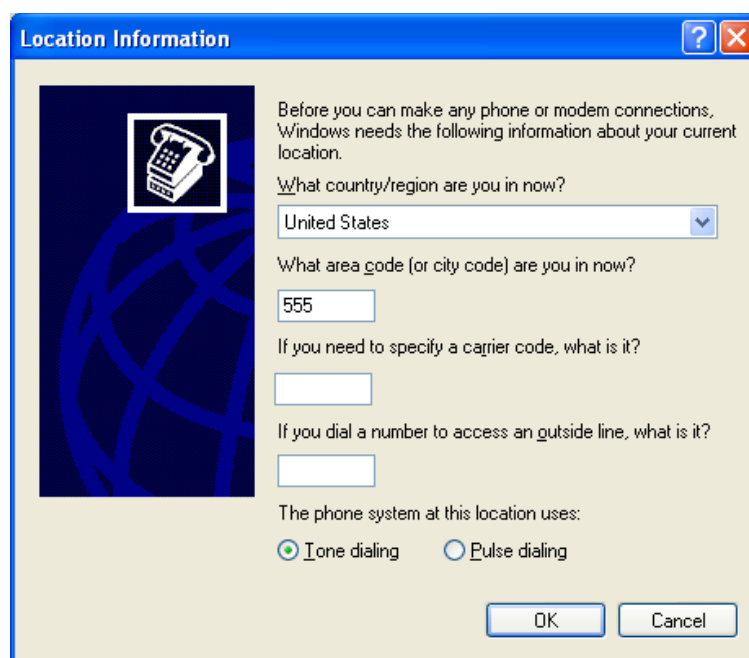 Location Information
Before you can make any phone or modem connections,
Windows needs the following information about your current
location.
What country/region are you in now?
United States
What area code (or city code) are you in now?
555
If you need to specify a carrier code, what is it?
If you dial a number to access an outside line, what is it?
The phone system at this location uses:
Tone dialing Pulse dialing
OK Cancel